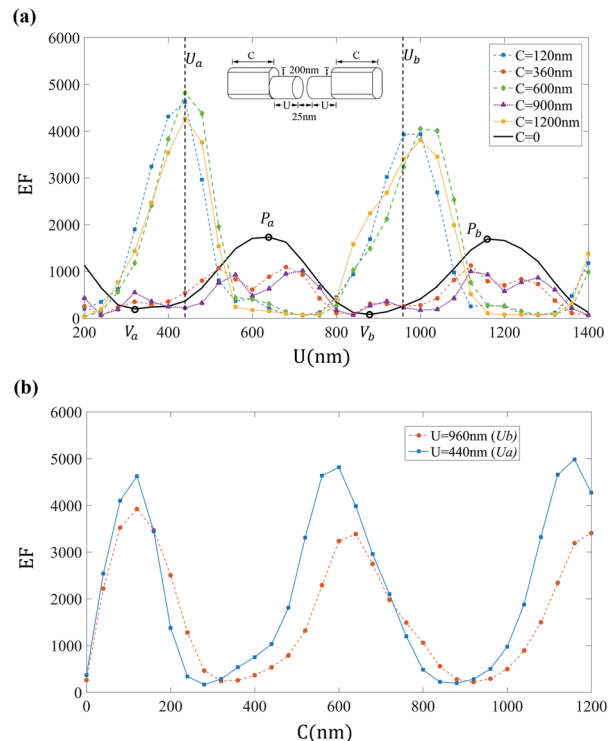 (a)
6000
5000
4000
3000
2000
1000
0
EF
200
400
600
800
1000
1200
1400
U(nm)
U_a
U_b
C
C
200nm
U
U
25nm
P_a
P_b
V_a
V_b
C=120nm
C=360nm
C=600nm
C=900nm
C=1200nm
C=0
(b)
6000
5000
4000
3000
2000
1000
0
EF
0
200
400
600
800
1000
1200
C(nm)
U=960nm (Ub)
U=440nm (Ua)